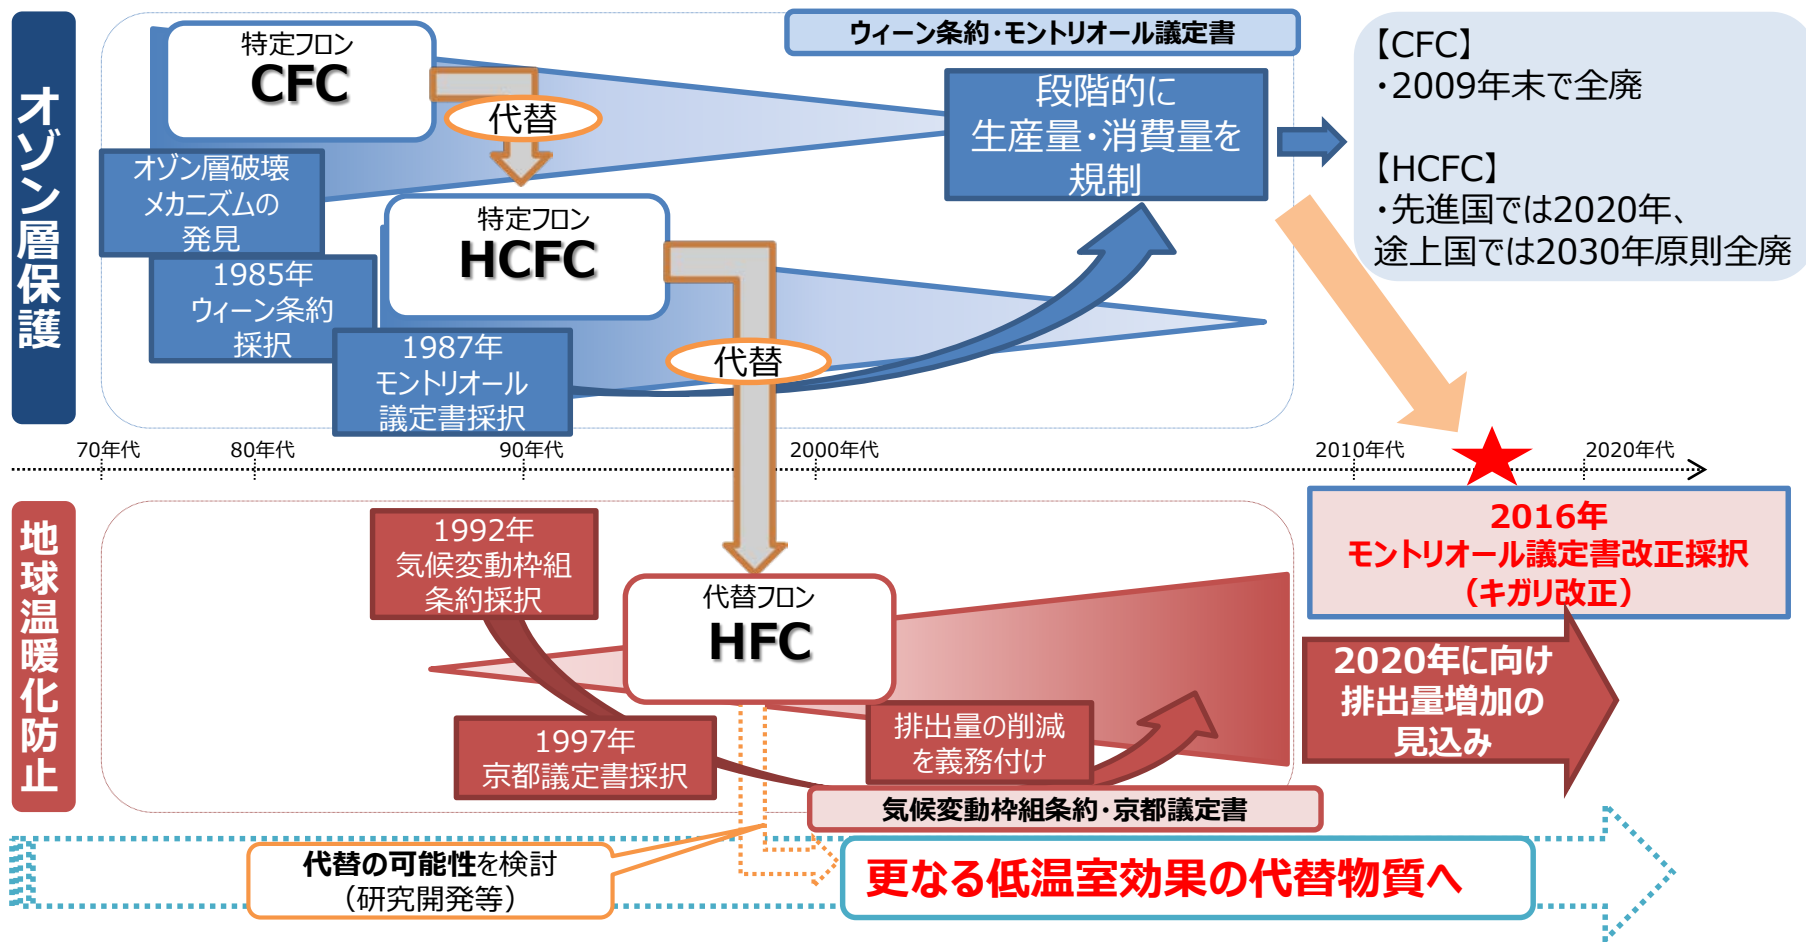 オゾン層保護
特定フロン
CFC
代替
ウィーン条約・モントリオール議定書
段階的に
生産量・消費量を
規制
【CFC】
・2009年末で全廃
【HCFC】
・先進国では2020年、
途上国では2030年原則全廃
オゾン層破壊
メカニズムの
発見
特定フロン
HCFC
1985年
ウィーン条約
採択
1987年
モントリオール
議定書採択
代替
70年代
80年代
90年代
2000年代
2010年代
2020年代
地球温暖化防止
1992年
気候変動枠組
条約採択
代替フロン
HFC
2016年
モントリオール議定書改正採択
（キガリ改正）
2020年に向け
排出量増加の
見込み
1997年
京都議定書採択
排出量の削減
を義務付け
気候変動枠組条約・京都議定書
代替の可能性を検討
（研究開発等）
更なる低温室効果の代替物質へ